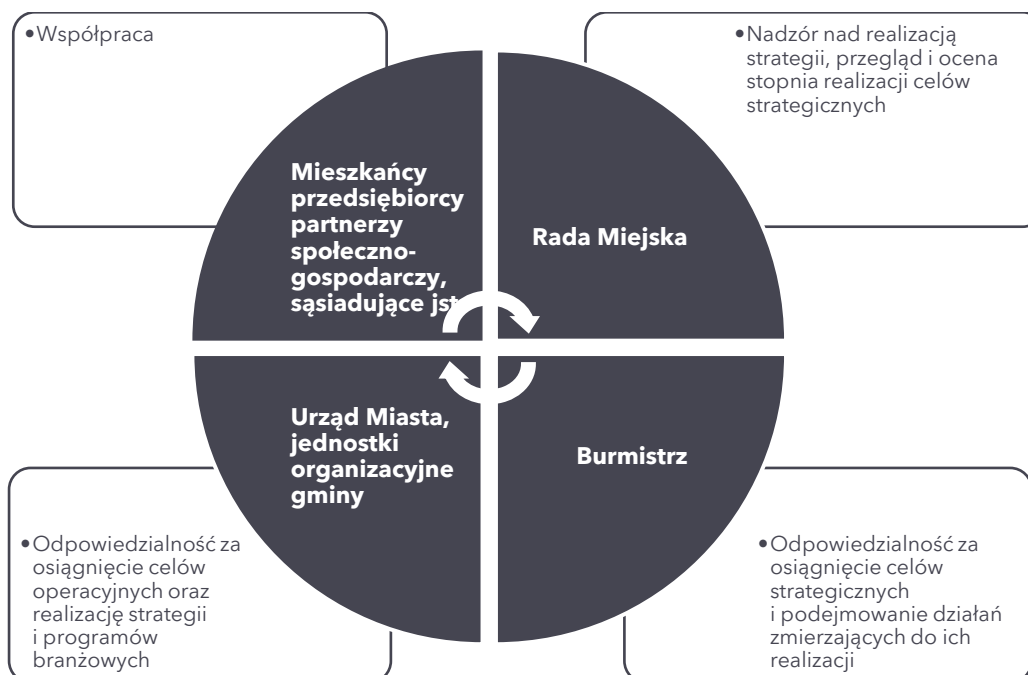 •Współpraca
•Nadzór nad realizacją
strategii, przegląd i ocena
stopnia realizacji celów
strategicznych
Mieszkańcy
przedsiębiorcy
partnerzy
społeczno-
gospodarczy,
sąsiadujące jst
Rada Miejska
Urząd Miasta,
jednostki
organizacyjne
gminy
Burmistrz
•Odpowiedzialność za
osiągnięcie celów
operacyjnych oraz
realizację strategii
i programów
branżowych
•Odpowiedzialność za
osiągnięcie celów
strategicznych
i podejmowanie działań
zmierzających do ich
realizacji